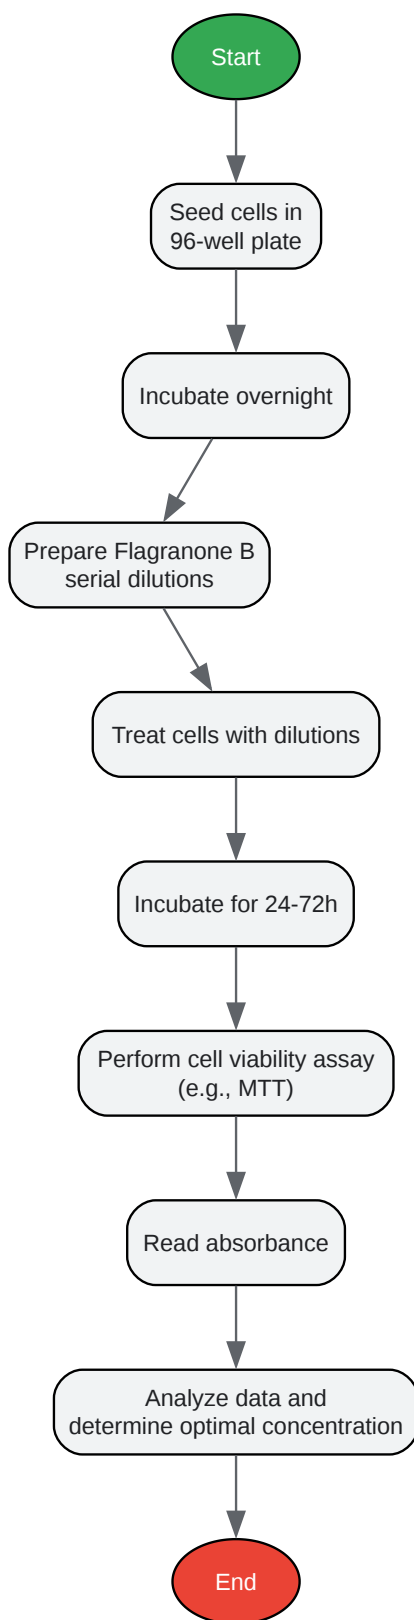 Start
Seed cells in
96-well plate
Incubate overnight
Prepare Flagranone B
serial dilutions
Treat cells with dilutions
Incubate for 24-72h
Perform cell viability assay
(e.g., MTT)
Read absorbance
Analyze data and
determine optimal concentration
End